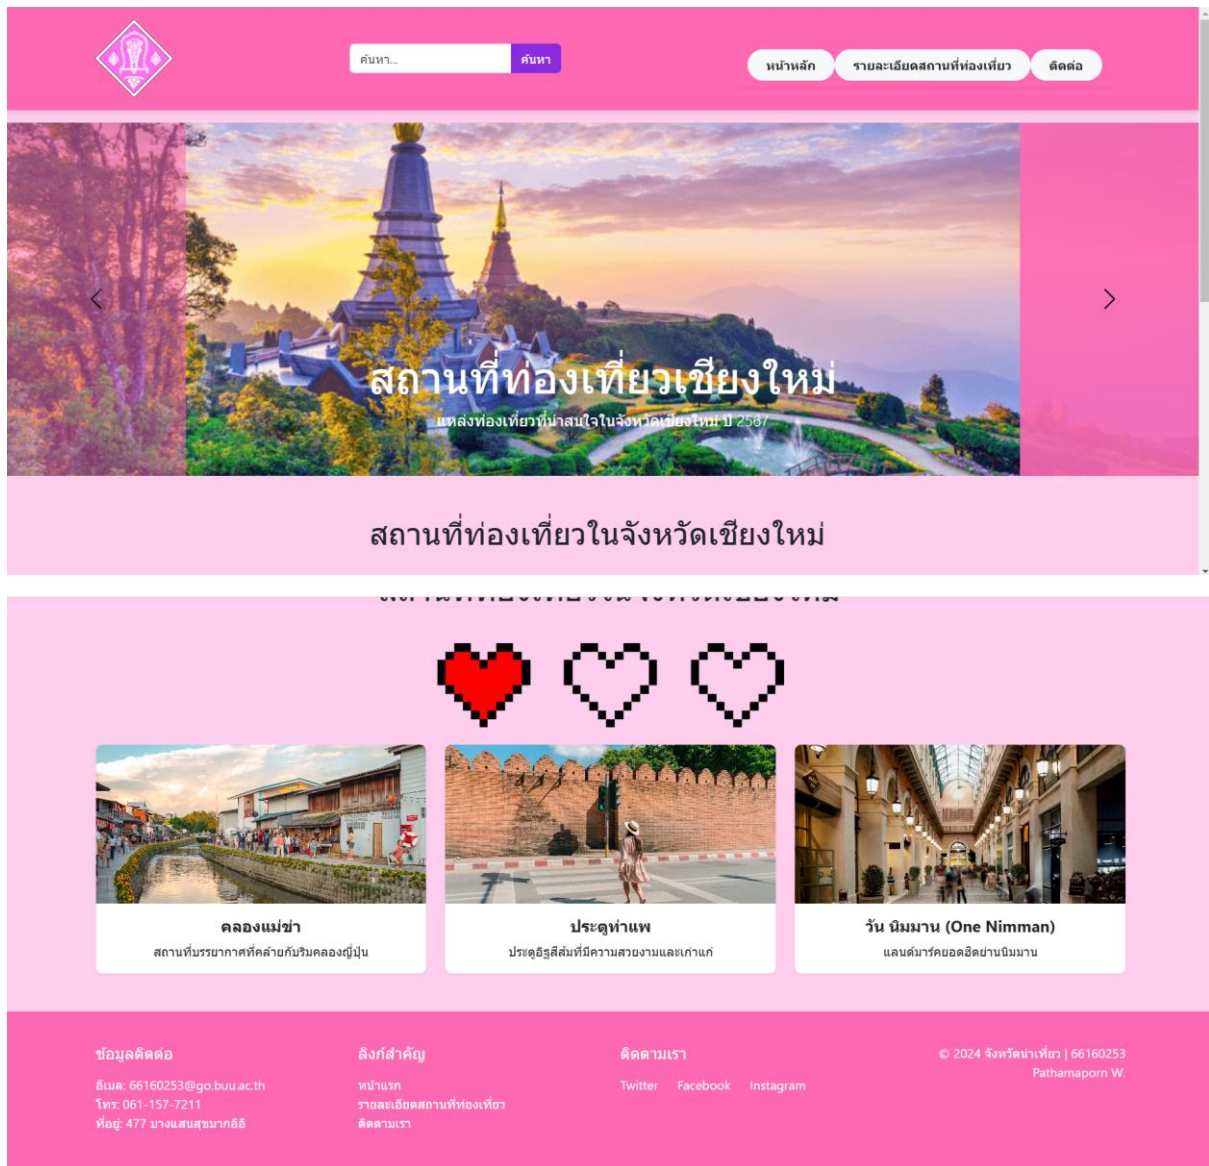 ค้นหา...
ค้นหา
หน้าหลัก
รายละเอียดสถานที่ท่องเที่ยว
ติดต่อ
สถานที่ท่องเที่ยวเชียงใหม่
แหล่งท่องเที่ยวที่น่าสนใจในจังหวัดเชียงใหม่ ปี 2567
สถานที่ท่องเที่ยวในจังหวัดเชียงใหม่
คลองแม่ข่า
สถานที่บรรยากาศที่คล้ายกับริมคลองญี่ปุ่น
ประตูท่าแพ
ประตูอิฐสีส้มที่มีความสวยงามและเก่าแก่
วัน นิมมาน (One Nimman)
แลนด์มาร์คยอดฮิตย่านนิมมาน
ข้อมูลติดต่อ
อีเมล: 66160253@go.buu.ac.th
โทร: 061-157-7211
ที่อยู่: 477 บางแสนสุขมากอิอิ
ลิงก์สำคัญ
หน้าแรก
รายละเอียดสถานที่ท่องเที่ยว
ติดตามเรา
ติดตามเรา
Twitter Facebook Instagram
© 2024 จังหวัดน่าเที่ยว | 66160253
Pathamaporn W.